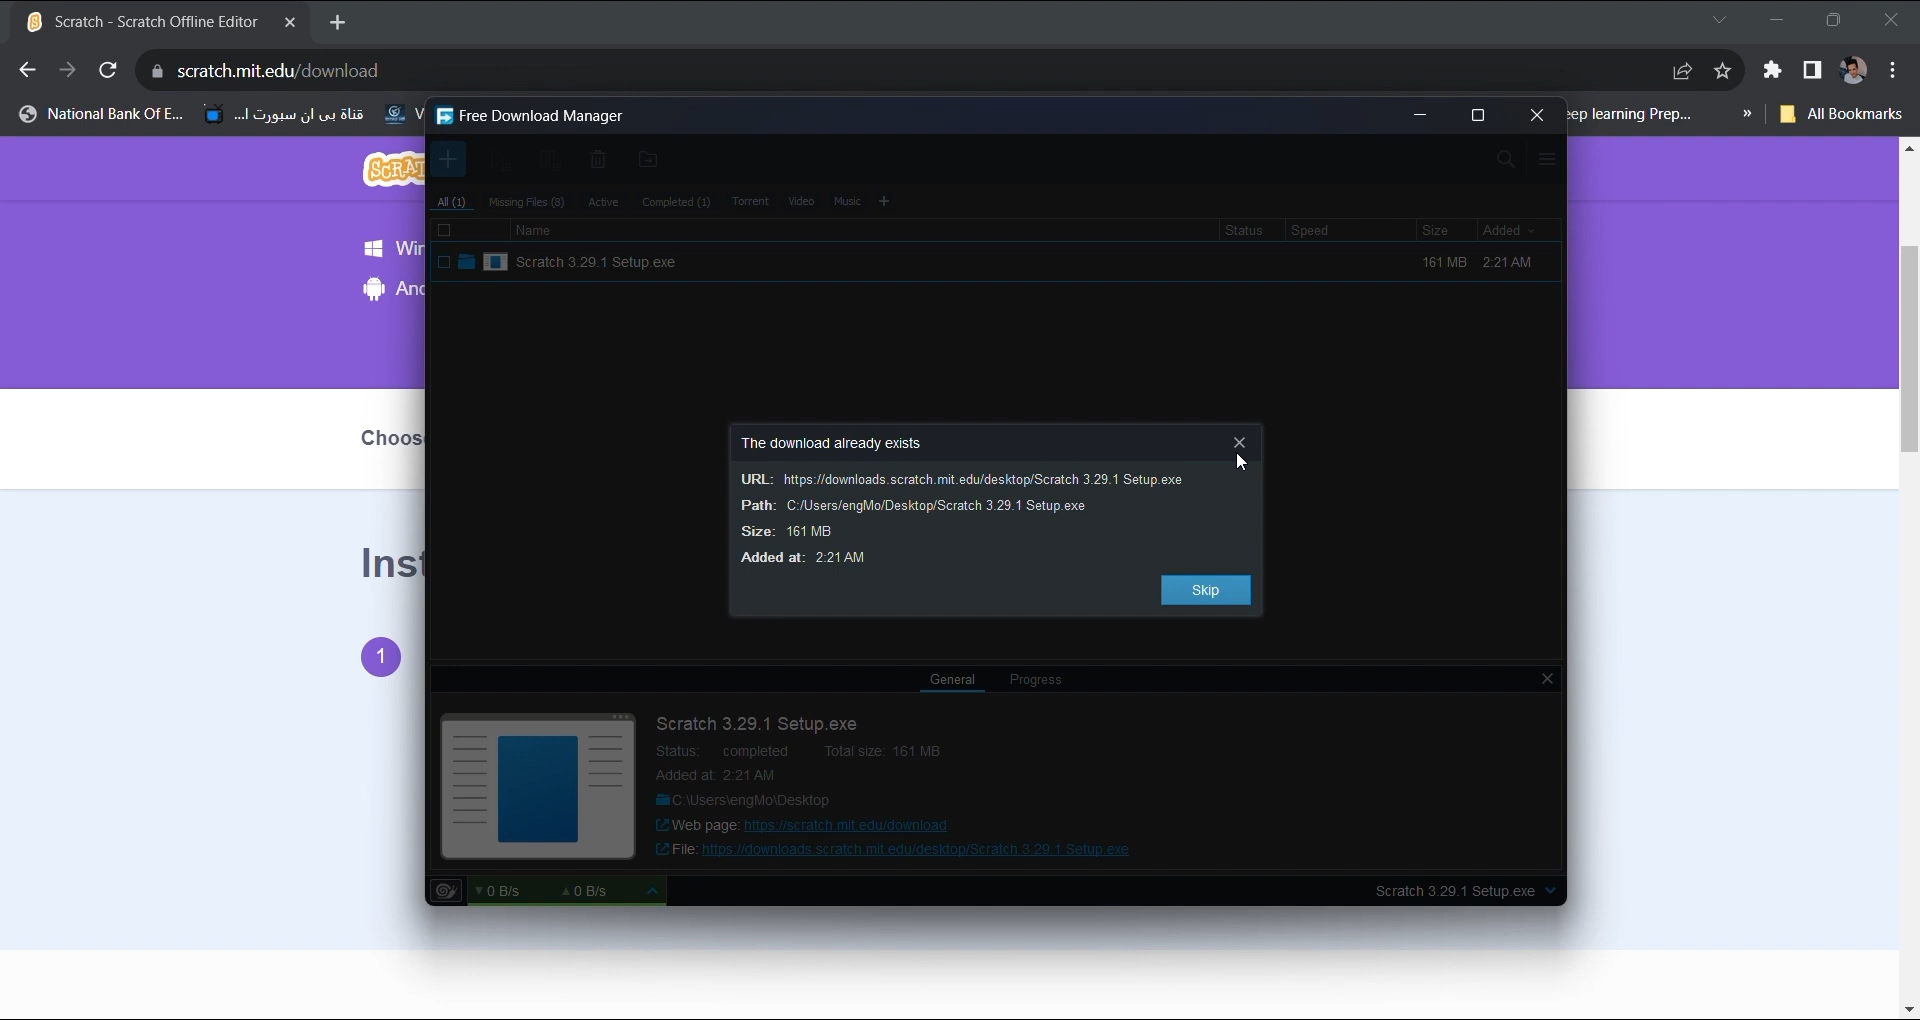 Scratch - Scratch Offline Editor
scratch.mit.edu/download
National Bank Of E...
قناة بى ان سبورت ا...
V
eep learning Prep...
»
All Bookmarks
Free Download Manager
SCRAT
All (1) Missing Files (8) Active Completed (1) Torrent Video Music +
Name Status Speed Size Added
Win
Scratch 3.29.1 Setup.exe 161 MB 2:21 AM
And
Choos
The download already exists
URL: https://downloads.scratch.mit.edu/desktop/Scratch 3.29.1 Setup.exe
Path: C:/Users/engMo/Desktop/Scratch 3.29.1 Setup.exe
Size: 161 MB
Added at: 2:21 AM
Skip
Inst
1
General Progress
Scratch 3.29.1 Setup.exe
Status: completed Total size: 161 MB
Added at: 2:21 AM
C:\Users\engMo\Desktop
Web page: https://scratch.mit.edu/download
File: https://downloads.scratch.mit.edu/desktop/Scratch 3.29.1 Setup.exe
0 B/s 0 B/s
Scratch 3.29.1 Setup.exe